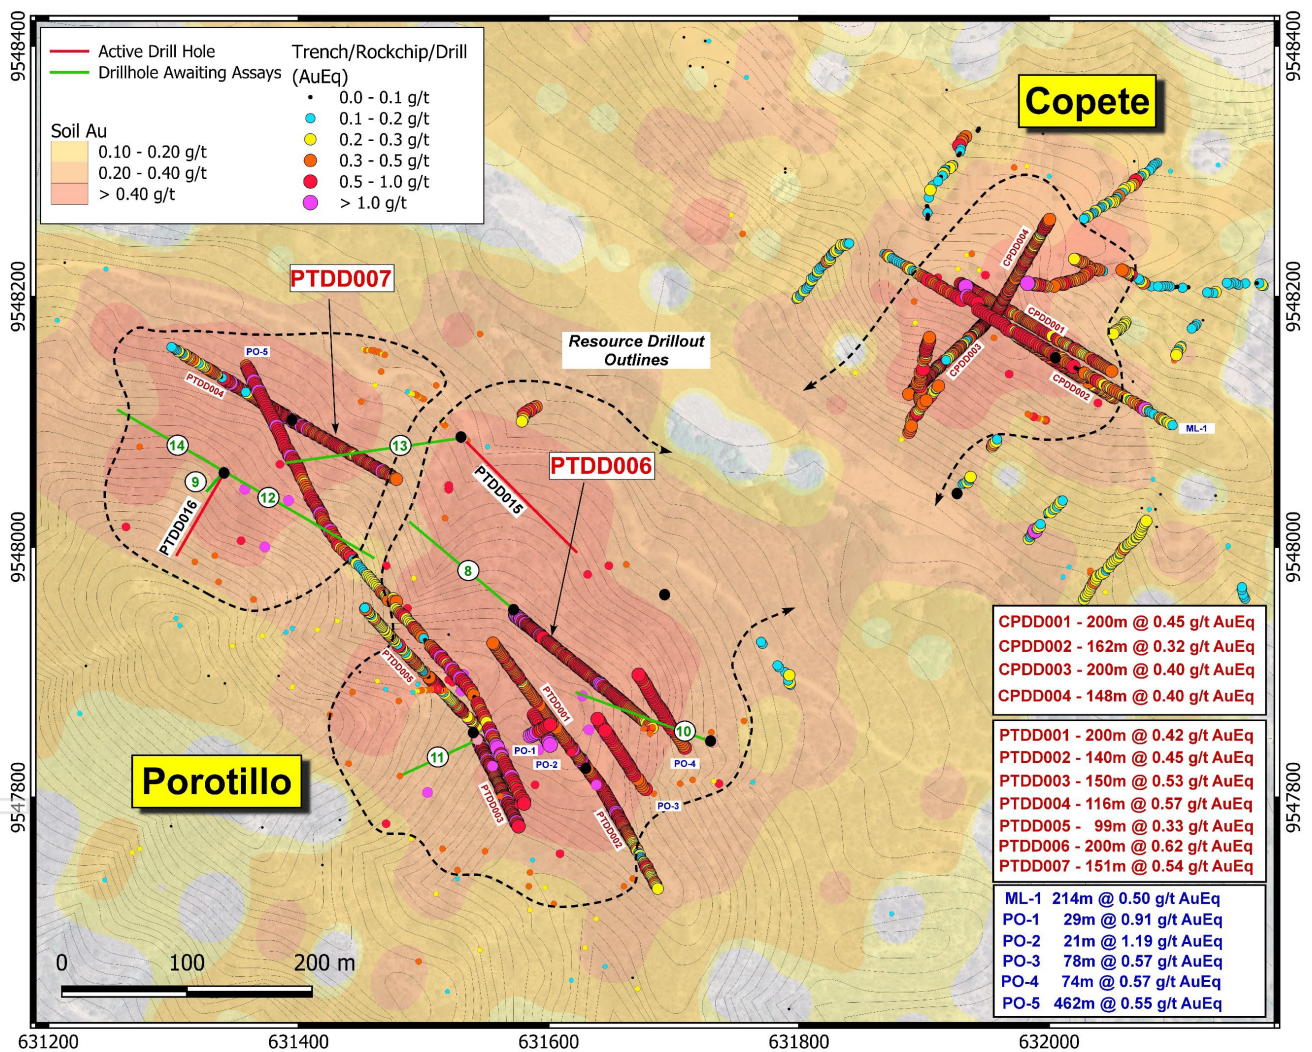 9548400
9548400
Active Drill Hole
Drillhole Awaiting Assays
Soil Au
0.10 - 0.20 g/t
0.20 - 0.40 g/t
> 0.40 g/t
Trench/Rockchip/Drill
(AuEq)
0.0 - 0.1 g/t
0.1 - 0.2 g/t
0.2 - 0.3 g/t
0.3 - 0.5 g/t
0.5 - 1.0 g/t
> 1.0 g/t
Copete
CPDD004
9548200
9548200
PTDD007
CPDD001
CPDD003
CPDD002
ML-1
Resource Drillout
Outlines
PO-5
PTDD004
14
13
9
12
PTDD016
PTDD015
PTDD006
9548000
9548000
8
PTDD005
PTDD001
PO-1
PO-2
10
PO-4
11
PO-3
PTDD003
PTDD002
Porotillo
9547800
9547800
CPDD001 - 200m @ 0.45 g/t AuEq
CPDD002 - 162m @ 0.32 g/t AuEq
CPDD003 - 200m @ 0.40 g/t AuEq
CPDD004 - 148m @ 0.40 g/t AuEq
PTDD001 - 200m @ 0.42 g/t AuEq
PTDD002 - 140m @ 0.45 g/t AuEq
PTDD003 - 150m @ 0.53 g/t AuEq
PTDD004 - 116m @ 0.57 g/t AuEq
PTDD005 - 99m @ 0.33 g/t AuEq
PTDD006 - 200m @ 0.62 g/t AuEq
PTDD007 - 151m @ 0.54 g/t AuEq
ML-1 214m @ 0.50 g/t AuEq
PO-1 29m @ 0.91 g/t AuEq
PO-2 21m @ 1.19 g/t AuEq
PO-3 78m @ 0.57 g/t AuEq
PO-4 74m @ 0.57 g/t AuEq
PO-5 462m @ 0.55 g/t AuEq
0 100 200 m
631200 631400 631600 631800 632000